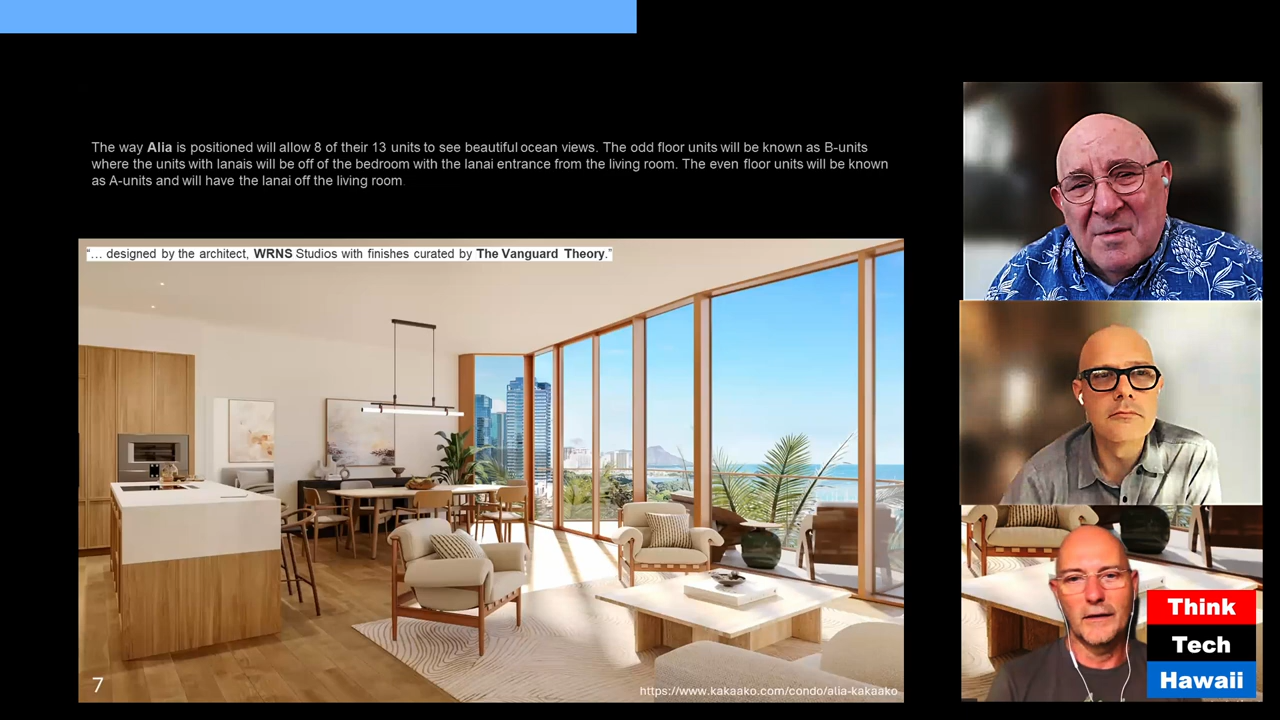 The way Alia is positioned will allow 8 of their 13 units to see beautiful ocean views. The odd floor units will be known as B-units
where the units with lanais will be off of the bedroom with the lanai entrance from the living room. The even floor units will be known
as A-units and will have the lanai off the living room
“... designed by the architect, WRNS Studios with finishes curated by The Vanguard Theory.”
7
https://www.kakaako.com/condo/alia-kakaako
Think
Tech
Hawaii